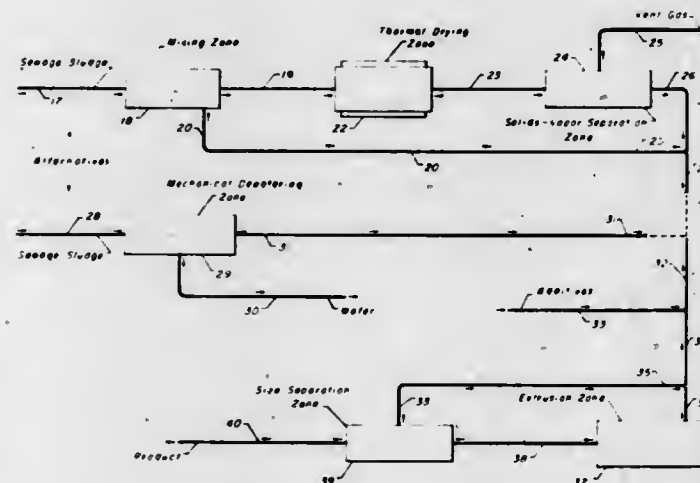 Vent Gas
25
Mixing Zone
Thermal Drying
Zone
Sewage Sludge
17
18
19
20
22
23
24
26
Solids-vapor Separation
Zone
20
Alternatives
Mechanical Dewatering
Zone
28
Sewage Sludge
29
31
30
Water
Additives
33
35
Size Separation
Zone
Extrusion Zone
40
Product
38